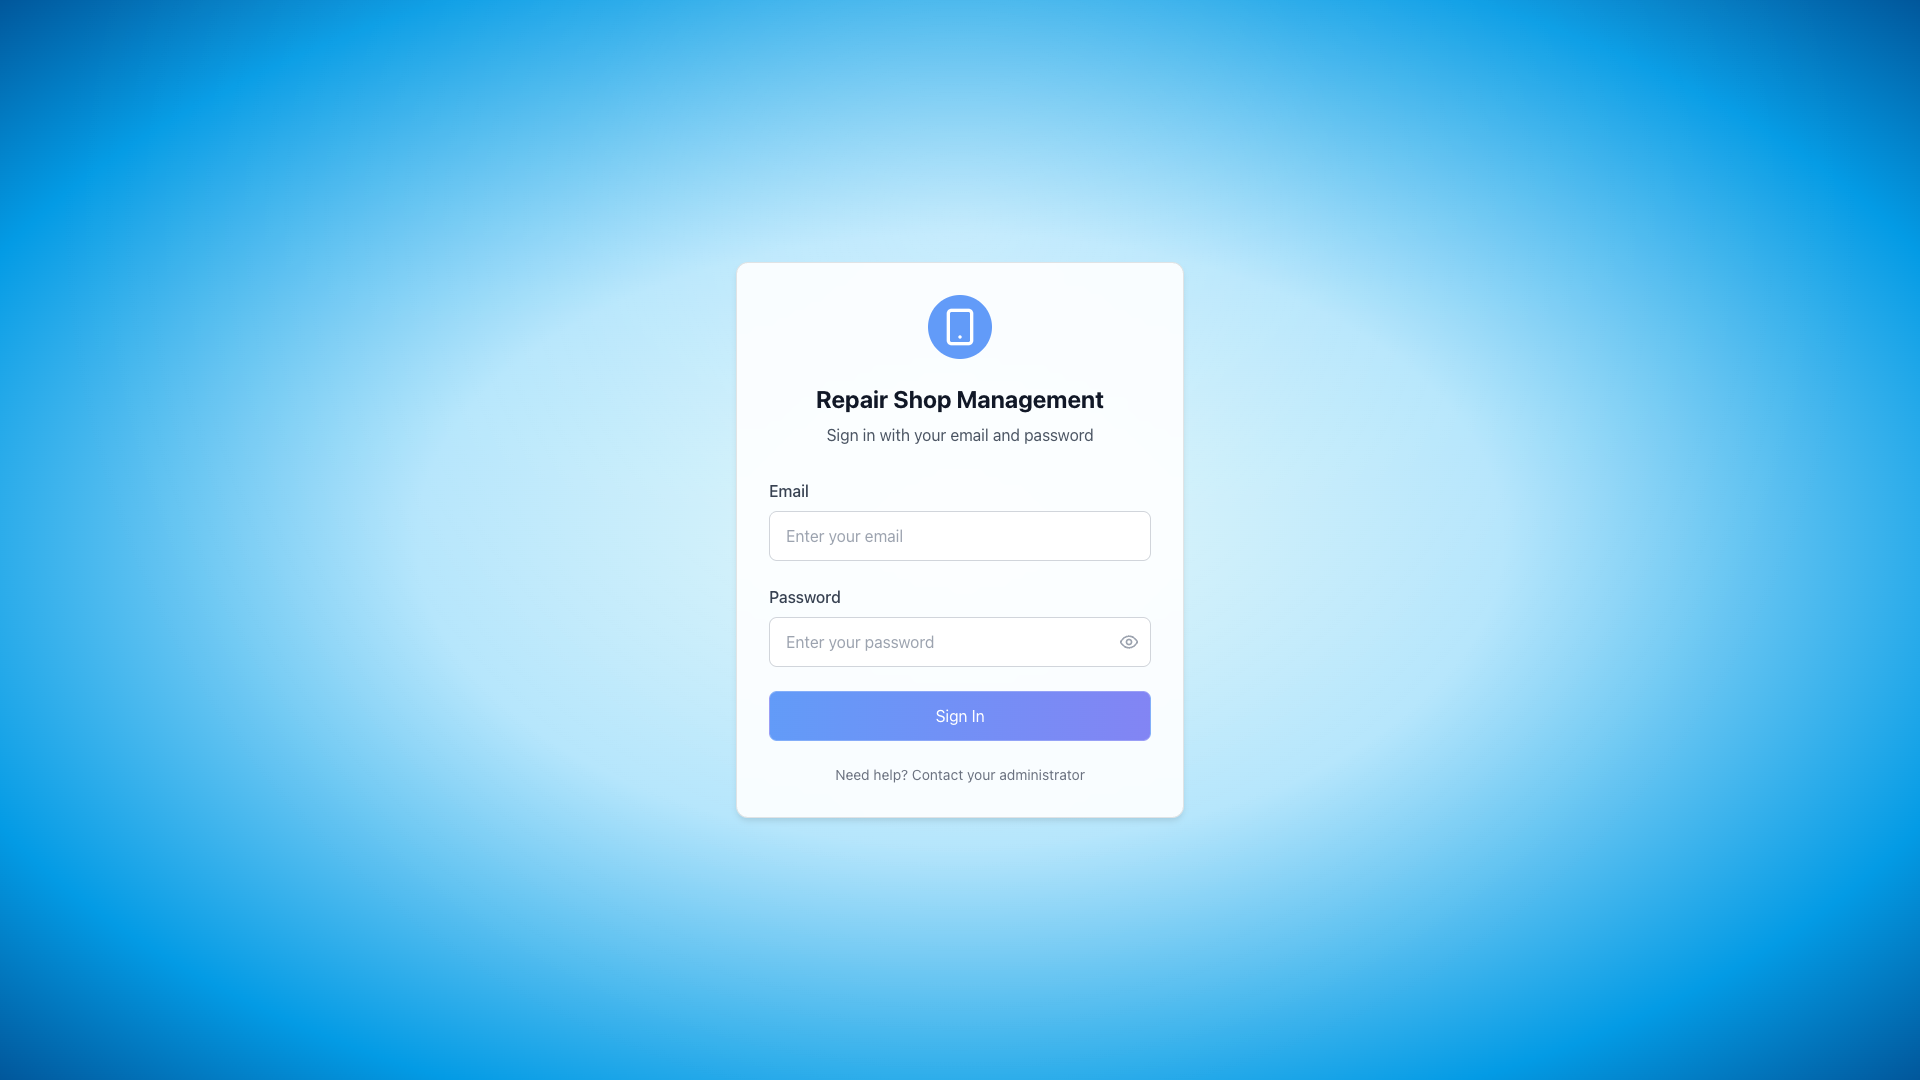 Repair Shop Management
Sign in with your email and password
Email
Enter your email
Password
Enter your password
Sign In
Need help? Contact your administrator